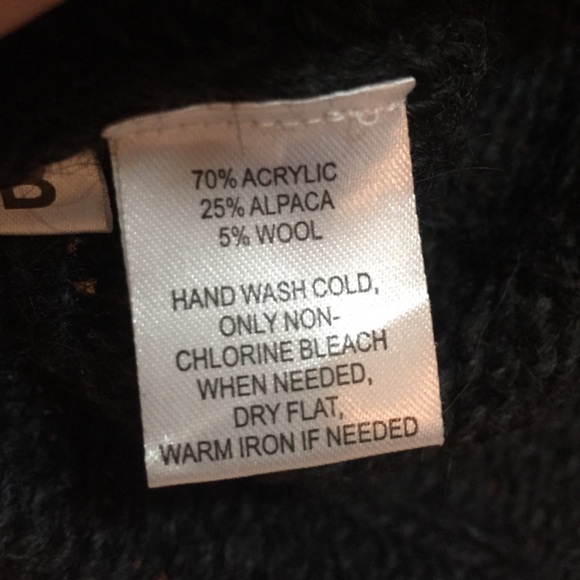 B
70% ACRYLIC
25% ALPACA
5% WOOL
HAND WASH COLD,
ONLY NON-
CHLORINE BLEACH
WHEN NEEDED,
DRY FLAT,
WARM IRON IF NEEDED